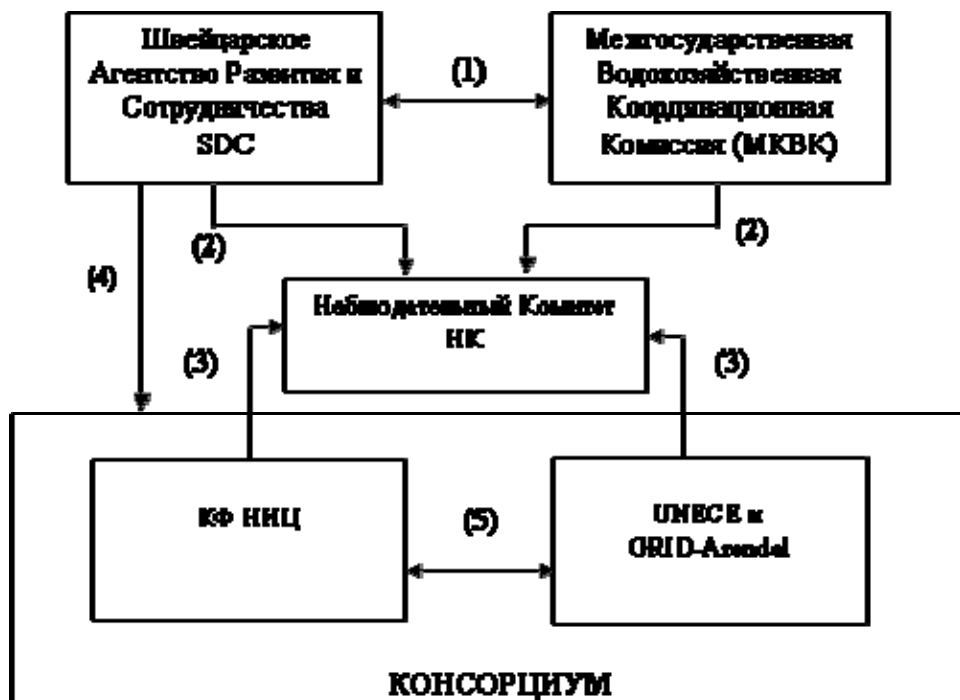 Швейцарское
Агентство Развития и
Сотрудничества
SDC
(1)
Межгосударственная
Водохозяйственная
Координационная
Комиссия (МКВК)
(2)
(2)
(4)
Наблюдательный Комитет
НК
(3)
(3)
КФ НИЦ
(5)
UNECE и
GRID-Arendal
КОНСОРЦИУМ